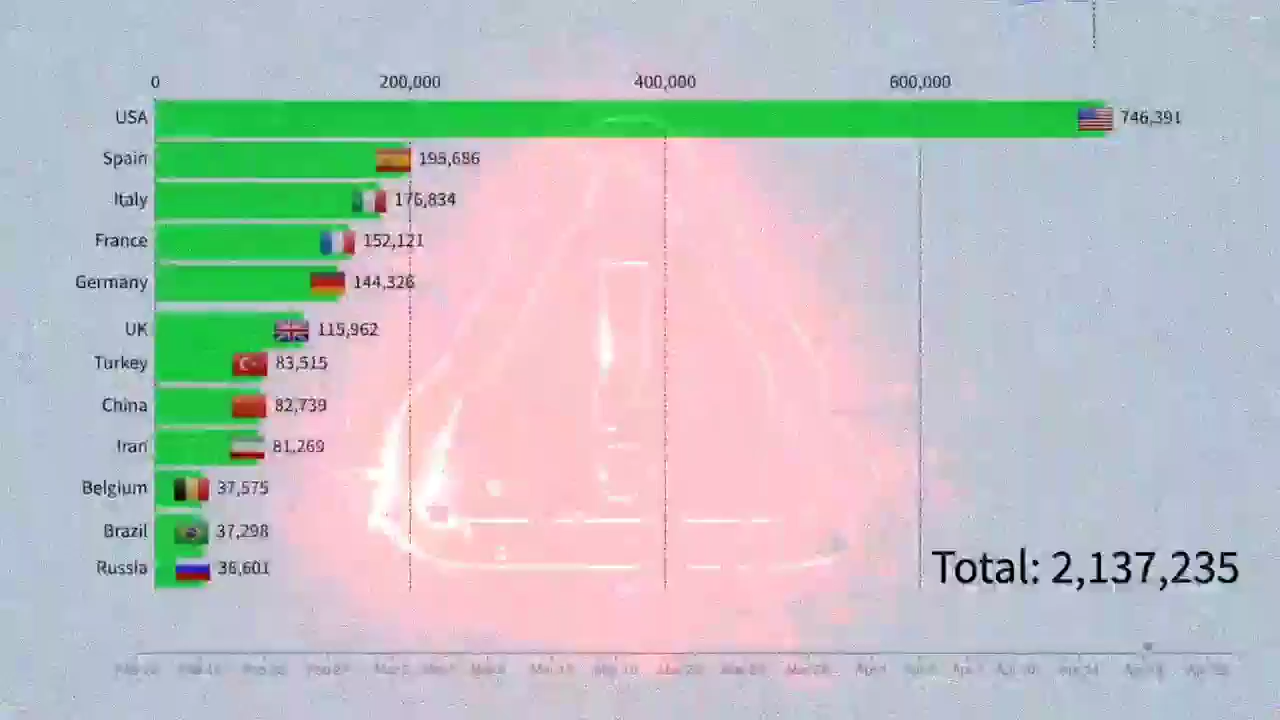 0 200,000 400,000 600,000
USA 746,391
Spain 198,686
Italy 176,834
France 152,121
Germany 144,326
UK 115,962
Turkey 83,515
China 82,739
Iran 81,269
Belgium 37,575
Brazil 37,298
Russia 36,601
Total: 2,137,235